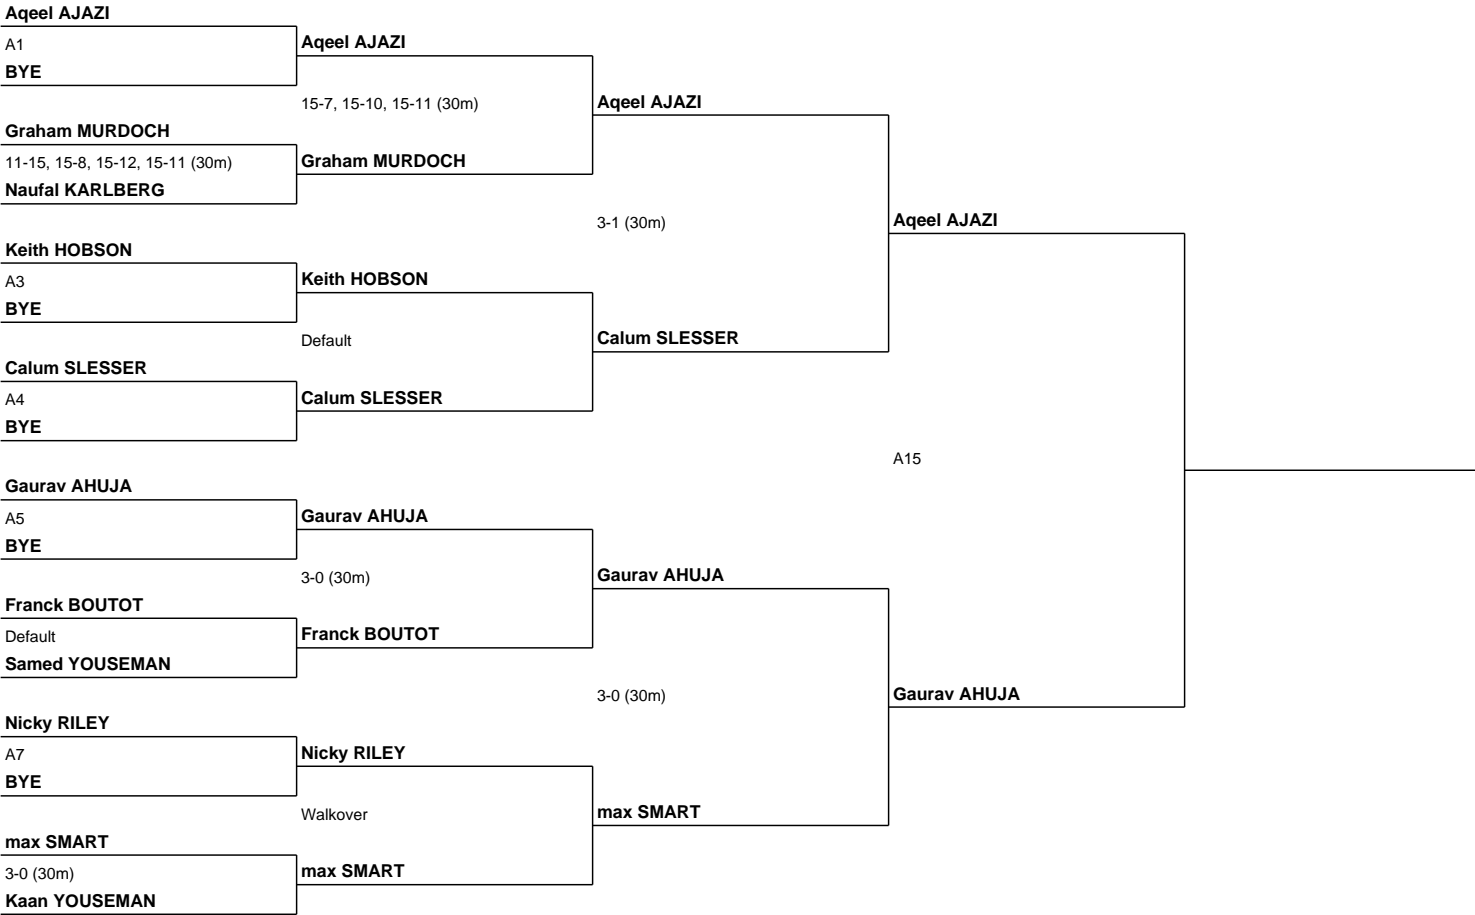 Aqeel AJAZI
A1
BYE
Graham MURDOCH
11-15, 15-8, 15-12, 15-11 (30m)
Naufal KARLBERG
Keith HOBSON
A3
BYE
Calum SLESSER
A4
BYE
Gaurav AHUJA
A5
BYE
Franck BOUTOT
Default
Samed YOUSEMAN
Nicky RILEY
A7
BYE
max SMART
3-0 (30m)
Kaan YOUSEMAN
Aqeel AJAZI
15-7, 15-10, 15-11 (30m)
Graham MURDOCH
Keith HOBSON
Default
Calum SLESSER
Gaurav AHUJA
3-0 (30m)
Franck BOUTOT
Nicky RILEY
Walkover
max SMART
Aqeel AJAZI
3-1 (30m)
Calum SLESSER
Gaurav AHUJA
3-0 (30m)
max SMART
Aqeel AJAZI
A15
Gaurav AHUJA